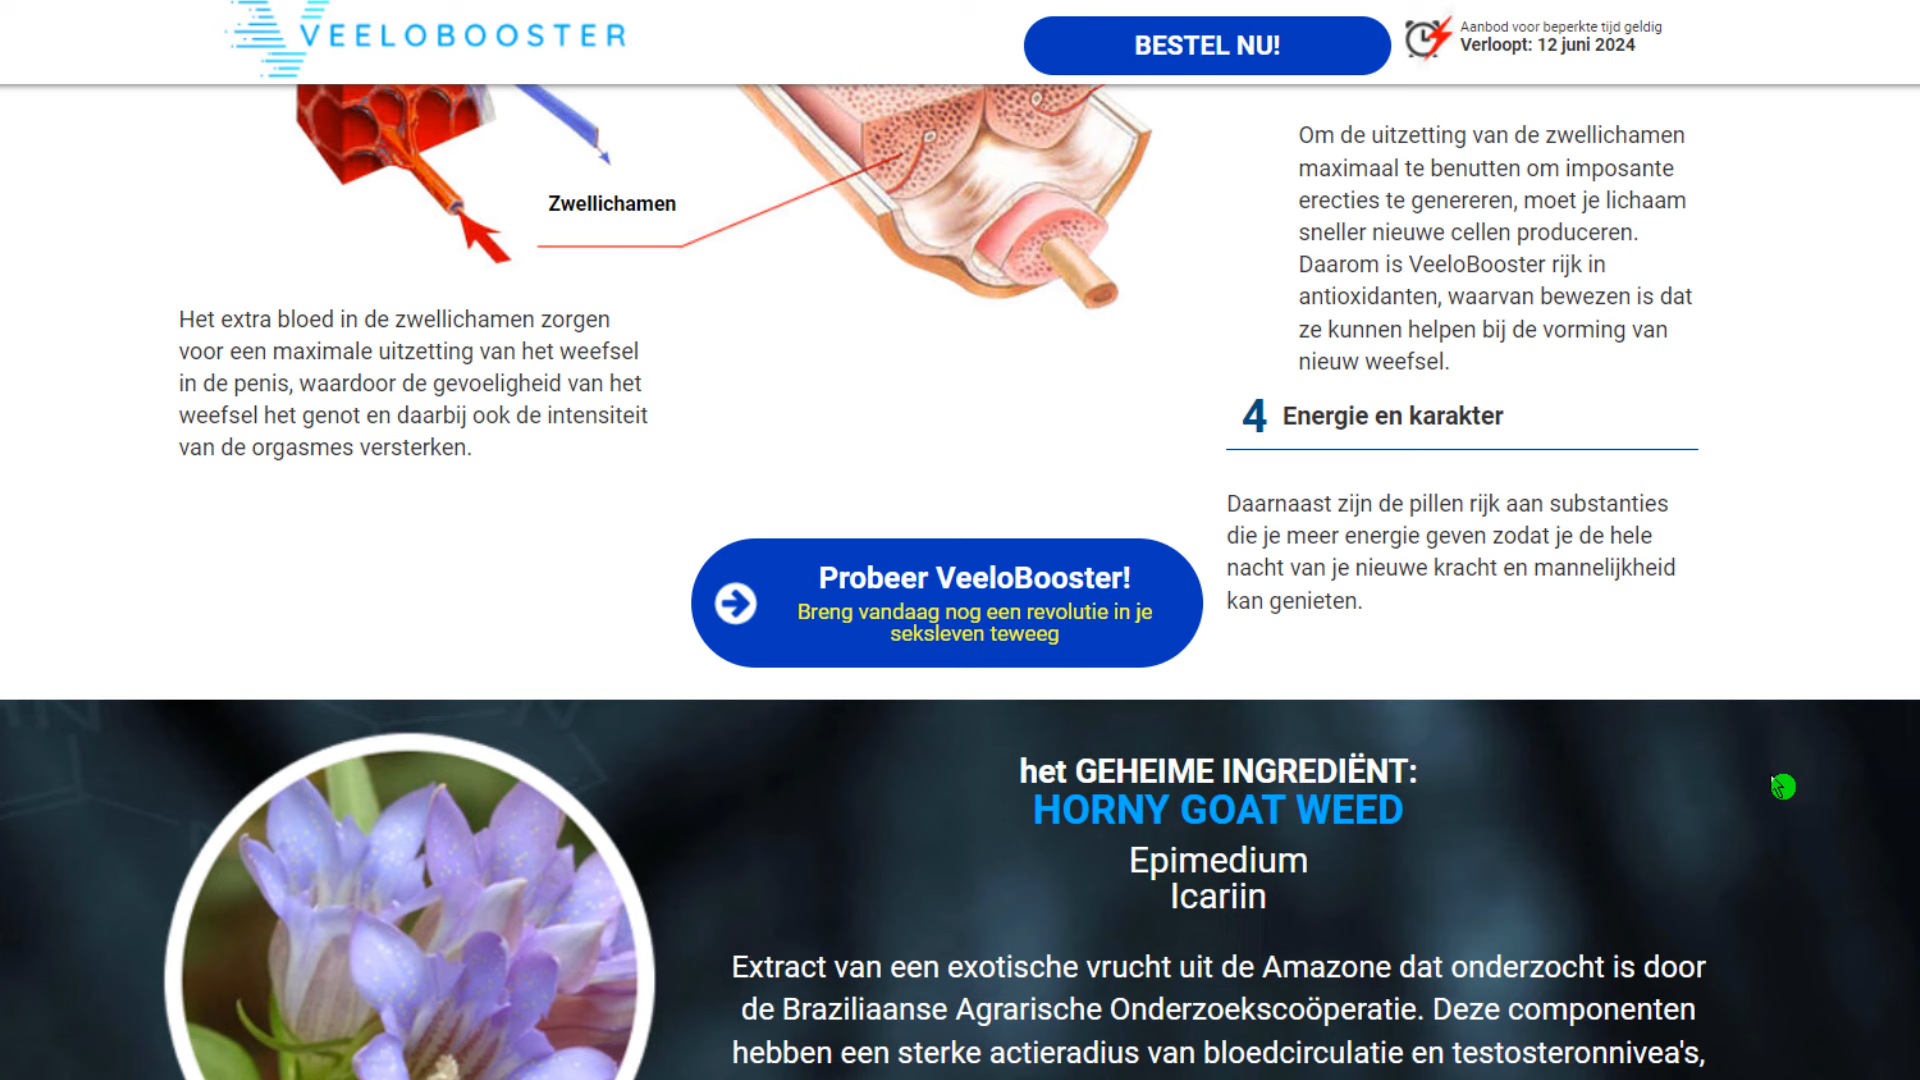 VEELOBOOSTER
BESTEL NU!
Aanbod voor beperkte tijd geldig
Verloopt: 12 juni 2024
Zwellichamen
Het extra bloed in de zwellichamen zorgen
voor een maximale uitzetting van het weefsel
in de penis, waardoor de gevoeligheid van het
weefsel het genot en daarbij ook de intensiteit
van de orgasmes versterken.
Om de uitzetting van de zwellichamen
maximaal te benutten om imposante
erecties te genereren, moet je lichaam
sneller nieuwe cellen produceren.
Daarom is VeeloBooster rijk in
antioxidanten, waarvan bewezen is dat
ze kunnen helpen bij de vorming van
nieuw weefsel.
4 Energie en karakter
Daarnaast zijn de pillen rijk aan substanties
die je meer energie geven zodat je de hele
nacht van je nieuwe kracht en mannelijkheid
kan genieten.
Probeer VeeloBooster!
Breng vandaag nog een revolutie in je
seksleven teweeg
het GEHEIME INGREDIËNT:
HORNY GOAT WEED
Epimedium
Icariin
Extract van een exotische vrucht uit de Amazone dat onderzocht is door
de Braziliaanse Agrarische Onderzoekscoöperatie. Deze componenten
hebben een sterke actieradius van bloedcirculatie en testosteronnivea's,